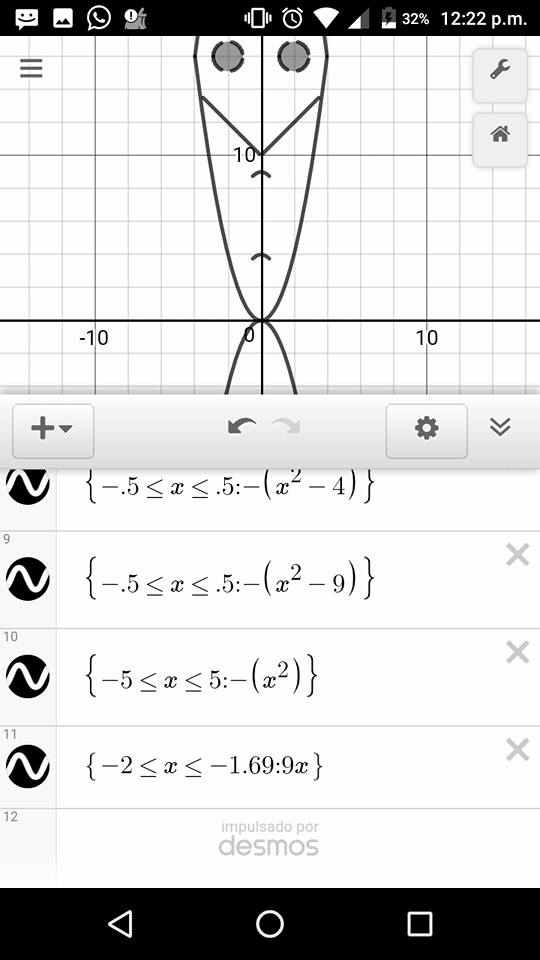 32% 12:22 p.m.
10
-10 0 10
{−.5 ≤ x ≤ .5:−(x² − 4)}
9
{−.5 ≤ x ≤ .5:−(x² − 9)}
10
{−5 ≤ x ≤ 5:−(x²)}
11
{−2 ≤ x ≤ −1.69:9x}
12
impulsado por
desmos